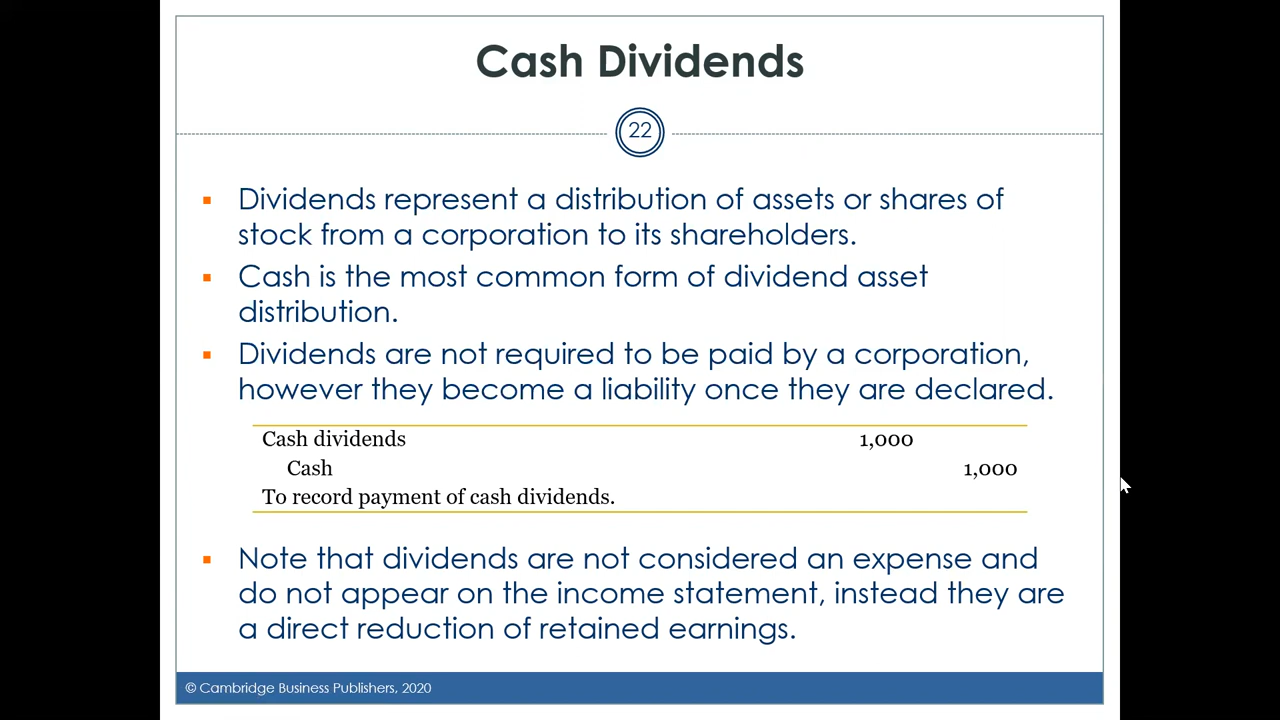 Cash Dividends
22
▪ Dividends represent a distribution of assets or shares of
stock from a corporation to its shareholders.
▪ Cash is the most common form of dividend asset
distribution.
▪ Dividends are not required to be paid by a corporation,
however they become a liability once they are declared.
Cash dividends 1,000
Cash 1,000
To record payment of cash dividends.
▪ Note that dividends are not considered an expense and
do not appear on the income statement, instead they are
a direct reduction of retained earnings.
© Cambridge Business Publishers, 2020